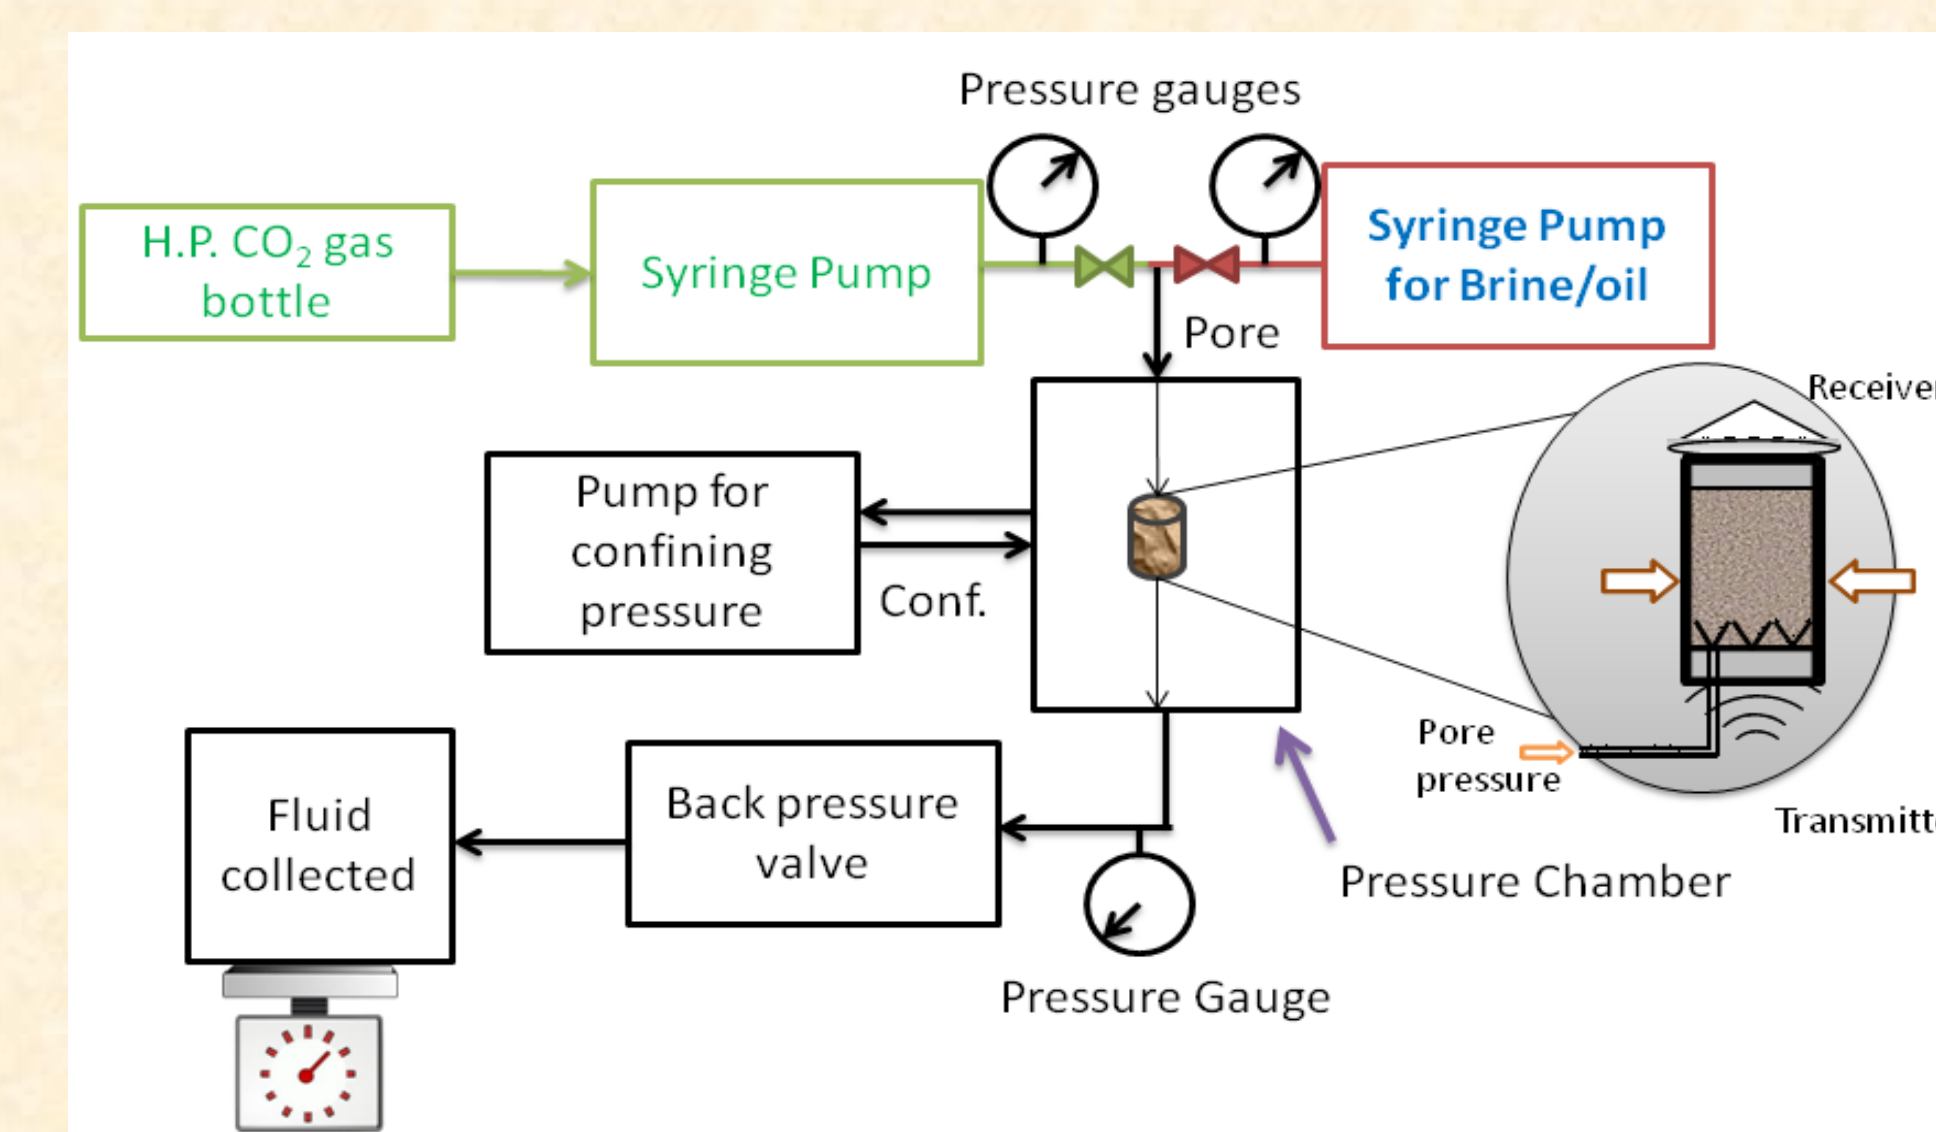 Pressure gauges
H.P. CO₂ gas
bottle
Syringe Pump
Syringe Pump
for Brine/oil
Pore
Receiver
Pump for
confining
pressure
Conf.
Pore
pressure
Transmitt
Fluid
collected
Back pressure
valve
Pressure Chamber
Pressure Gauge